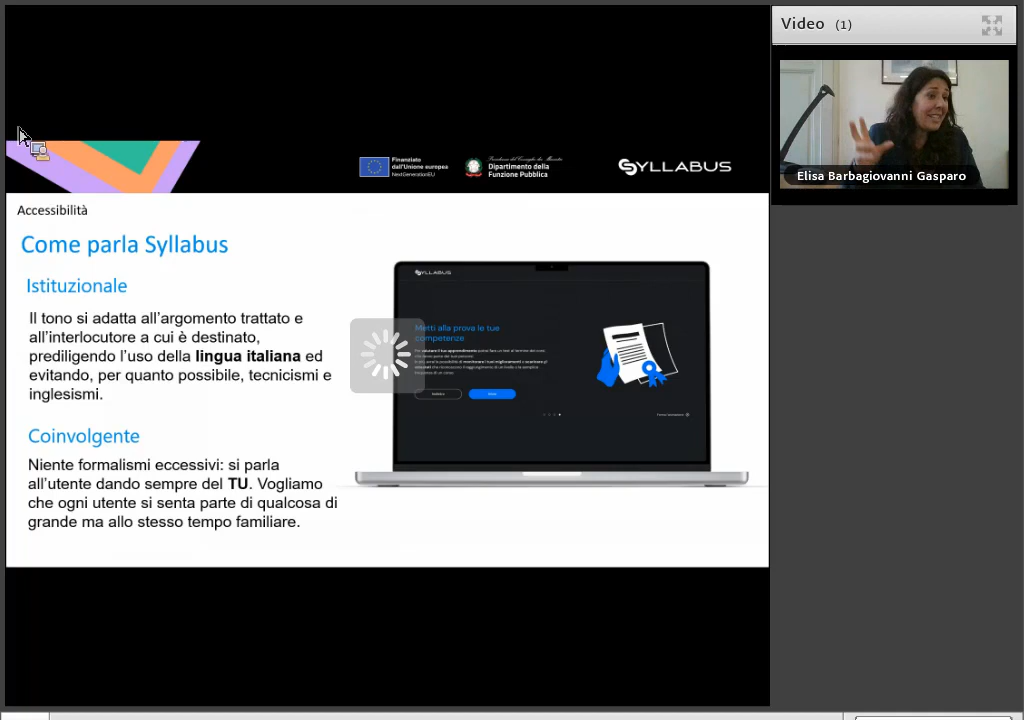 Video (1)
Elisa Barbagiovanni Gasparo
Finanziato
dall'Unione europea
NextGenerationEU
Dipartimento della
Funzione Pubblica
SYLLABUS
Accessibilità
Come parla Syllabus
Istituzionale
Il tono si adatta all’argomento trattato e
all’interlocutore a cui è destinato,
prediligendo l’uso della lingua italiana ed
evitando, per quanto possibile, tecnicismi e
inglesismi.
Coinvolgente
Niente formalismi eccessivi: si parla
all’utente dando sempre del TU. Vogliamo
che ogni utente si senta parte di qualcosa di
grande ma allo stesso tempo familiare.
SYLLABUS
Metti alla prova le tue
competenze